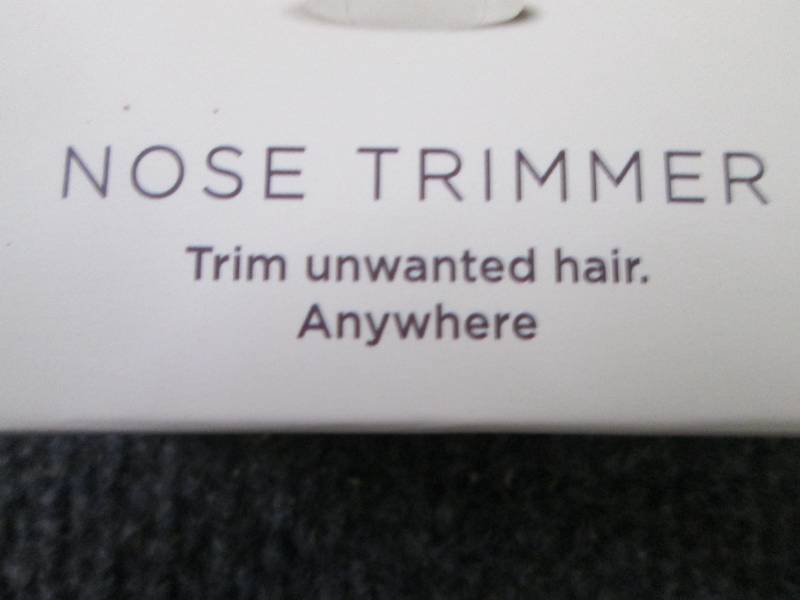 NOSE TRIMMER
Trim unwanted hair.
Anywhere